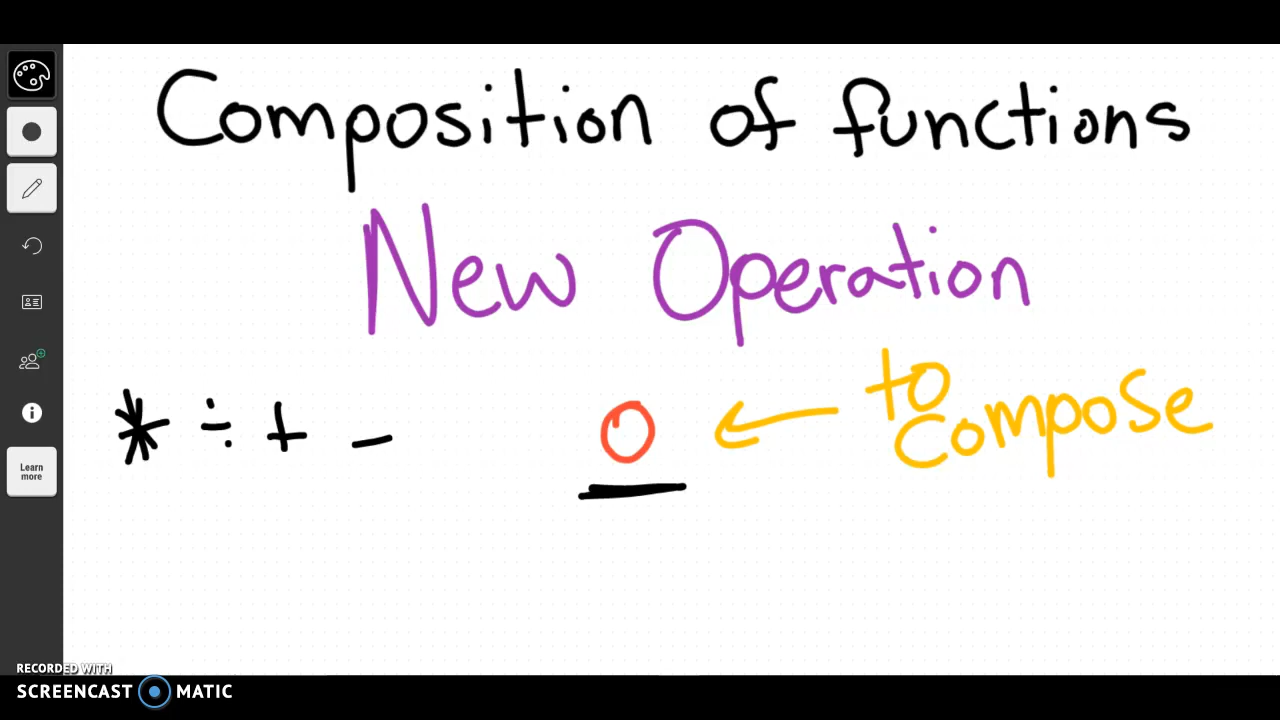 Composition of functions
New Operation
* ÷ + - O ← to compose
Learn more
RECORDED WITH
SCREENCAST MATIC